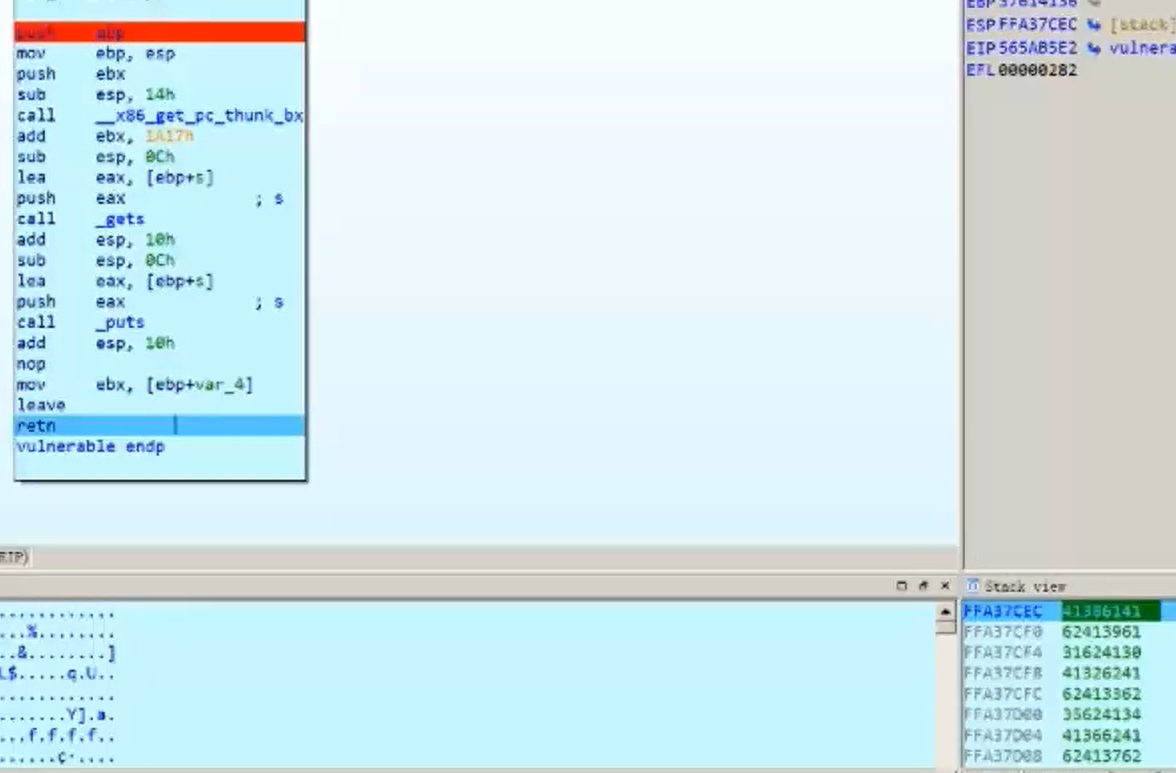 push ebp
mov ebp, esp
push ebx
sub esp, 14h
call __x86_get_pc_thunk_bx
add ebx, 1A17h
sub esp, 0Ch
lea eax, [ebp+s]
push eax ; s
call _gets
add esp, 10h
sub esp, 0Ch
lea eax, [ebp+s]
push eax ; s
call _puts
add esp, 10h
nop
mov ebx, [ebp+var_4]
leave
retn
vulnerable endp
EIP)
EBP 37614136
ESP FFA37CEC [stack]
EIP 565AB5E2 vulnera
EFL 00000282
............
...%........
..&........]
L$.....q.U..
............
.......Y].a.
...f.f.f.f..
Stack view
FFA37CEC 41386141
FFA37CF0 62413961
FFA37CF4 31624130
FFA37CF8 41326241
FFA37CFC 62413362
FFA37D00 35624134
FFA37D04 41366241
FFA37D08 62413762